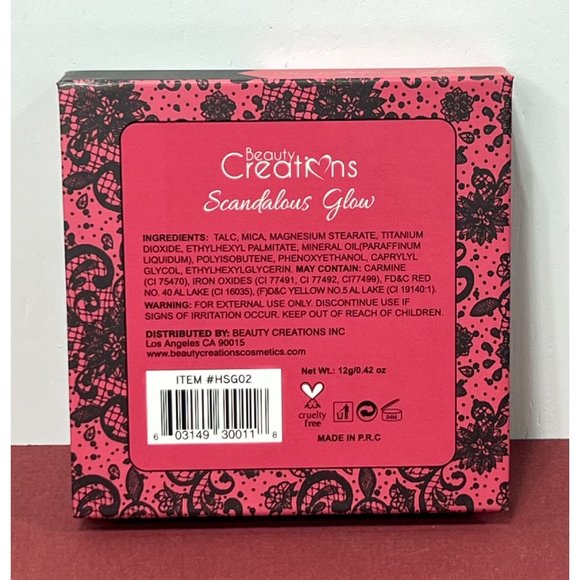 Beauty
Creations
Scandalous Glow
INGREDIENTS: TALC, MICA, MAGNESIUM STEARATE, TITANIUM
DIOXIDE, ETHYLHEXYL PALMITATE, MINERAL OIL(PARAFFINUM
LIQUIDUM), POLYISOBUTENE, PHENOXYETHANOL, CAPRYLYL
GLYCOL, ETHYLHEXYLGLYCERIN. MAY CONTAIN: CARMINE
(CI 75470), IRON OXIDES (CI 77491, CI 77492, CI77499), FD&C RED
NO. 40 AL LAKE (CI 16035), (F)D&C YELLOW NO.5 AL LAKE (CI 19140:1).
WARNING: FOR EXTERNAL USE ONLY. DISCONTINUE USE IF
SIGNS OF IRRITATION OCCUR. KEEP OUT OF REACH OF CHILDREN.
DISTRIBUTED BY: BEAUTY CREATIONS INC
Los Angeles CA 90015
www.beautycreationscosmetics.com
ITEM #HSG02
6 03149 30011 8
Net Wt.: 12g/0.42 oz
cruelty
free
24M
MADE IN P.R.C